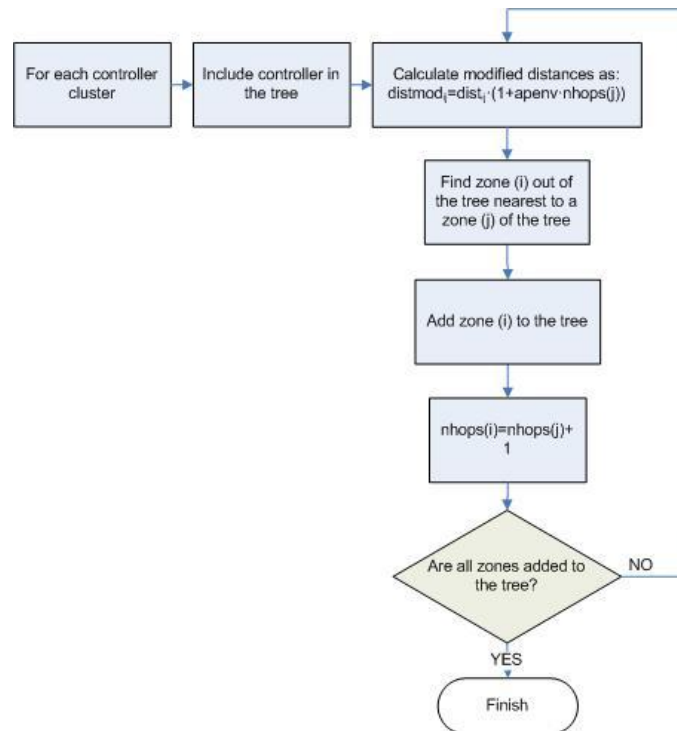 For each controller
cluster
Include controller in
the tree
Calculate modified distances as:
distmodᵢ=distᵢ·(1+apenv·nhops(j))
Find zone (i) out of
the tree nearest to a
zone (j) of the tree
Add zone (i) to the tree
nhops(i)=nhops(j)+
1
Are all zones added to
the tree?
NO
YES
Finish